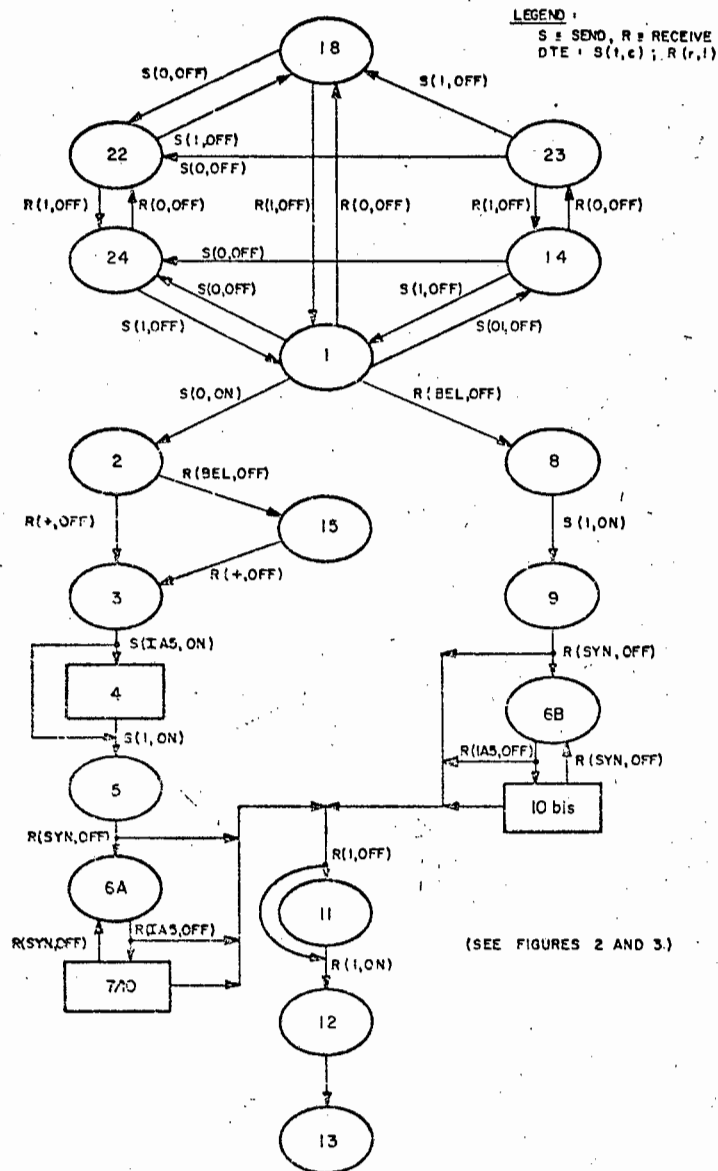 LEGEND :
S = SEND, R = RECEIVE
DTE : S(t,c) ; R(r,i)
18
S(0,OFF)
S(1,OFF)
S(1,OFF)
22
23
S(0,OFF)
R(1,OFF)
R(0,OFF)
R(1,OFF)
R(0,OFF)
R(1,OFF)
R(0,OFF)
24
14
S(0,OFF)
S(0,OFF)
S(1,OFF)
S(1,OFF)
S(01,OFF)
1
S(0,ON)
R(BEL,OFF)
2
8
R(BEL,OFF)
R(+,OFF)
15
S(1,ON)
R(+,OFF)
3
9
S(IA5,ON)
R(SYN,OFF)
4
6B
S(1,ON)
R(IA5,OFF)
R(SYN,OFF)
5
10 bis
R(SYN,OFF)
R(1,OFF)
6A
11
R(SYN,OFF)
R(IA5,OFF)
(SEE FIGURES 2 AND 3.)
R(1,ON)
7/10
12
13